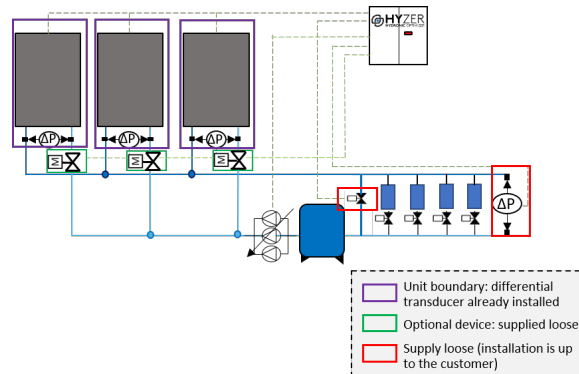 HYZER
HYDRONIC OPTIMIZER
ΔP
ΔP
ΔP
M
M
M
ΔP
Unit boundary: differential
transducer already installed
Optional device: supplied loose
Supply loose (installation is up
to the customer)